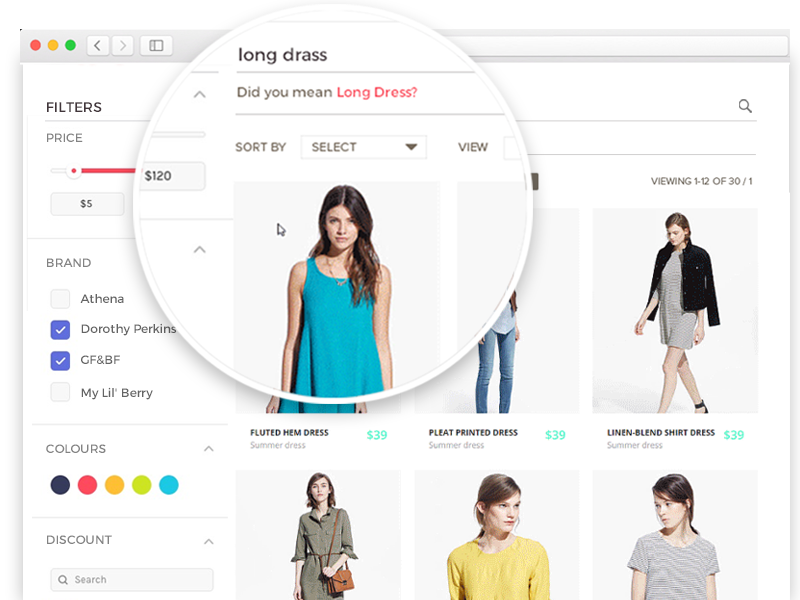 long drass
Did you mean Long Dress?
FILTERS
PRICE
$5
$120
SORT BY SELECT VIEW
VIEWING 1-12 OF 30 / 1
BRAND
Athena
Dorothy Perkins
GF&BF
My Lil' Berry
COLOURS
DISCOUNT
Search
FLUTED HEM DRESS $39
Summer dress
PLEAT PRINTED DRESS $39
Summer dress
LINEN-BLEND SHIRT DRESS $39
Summer dress